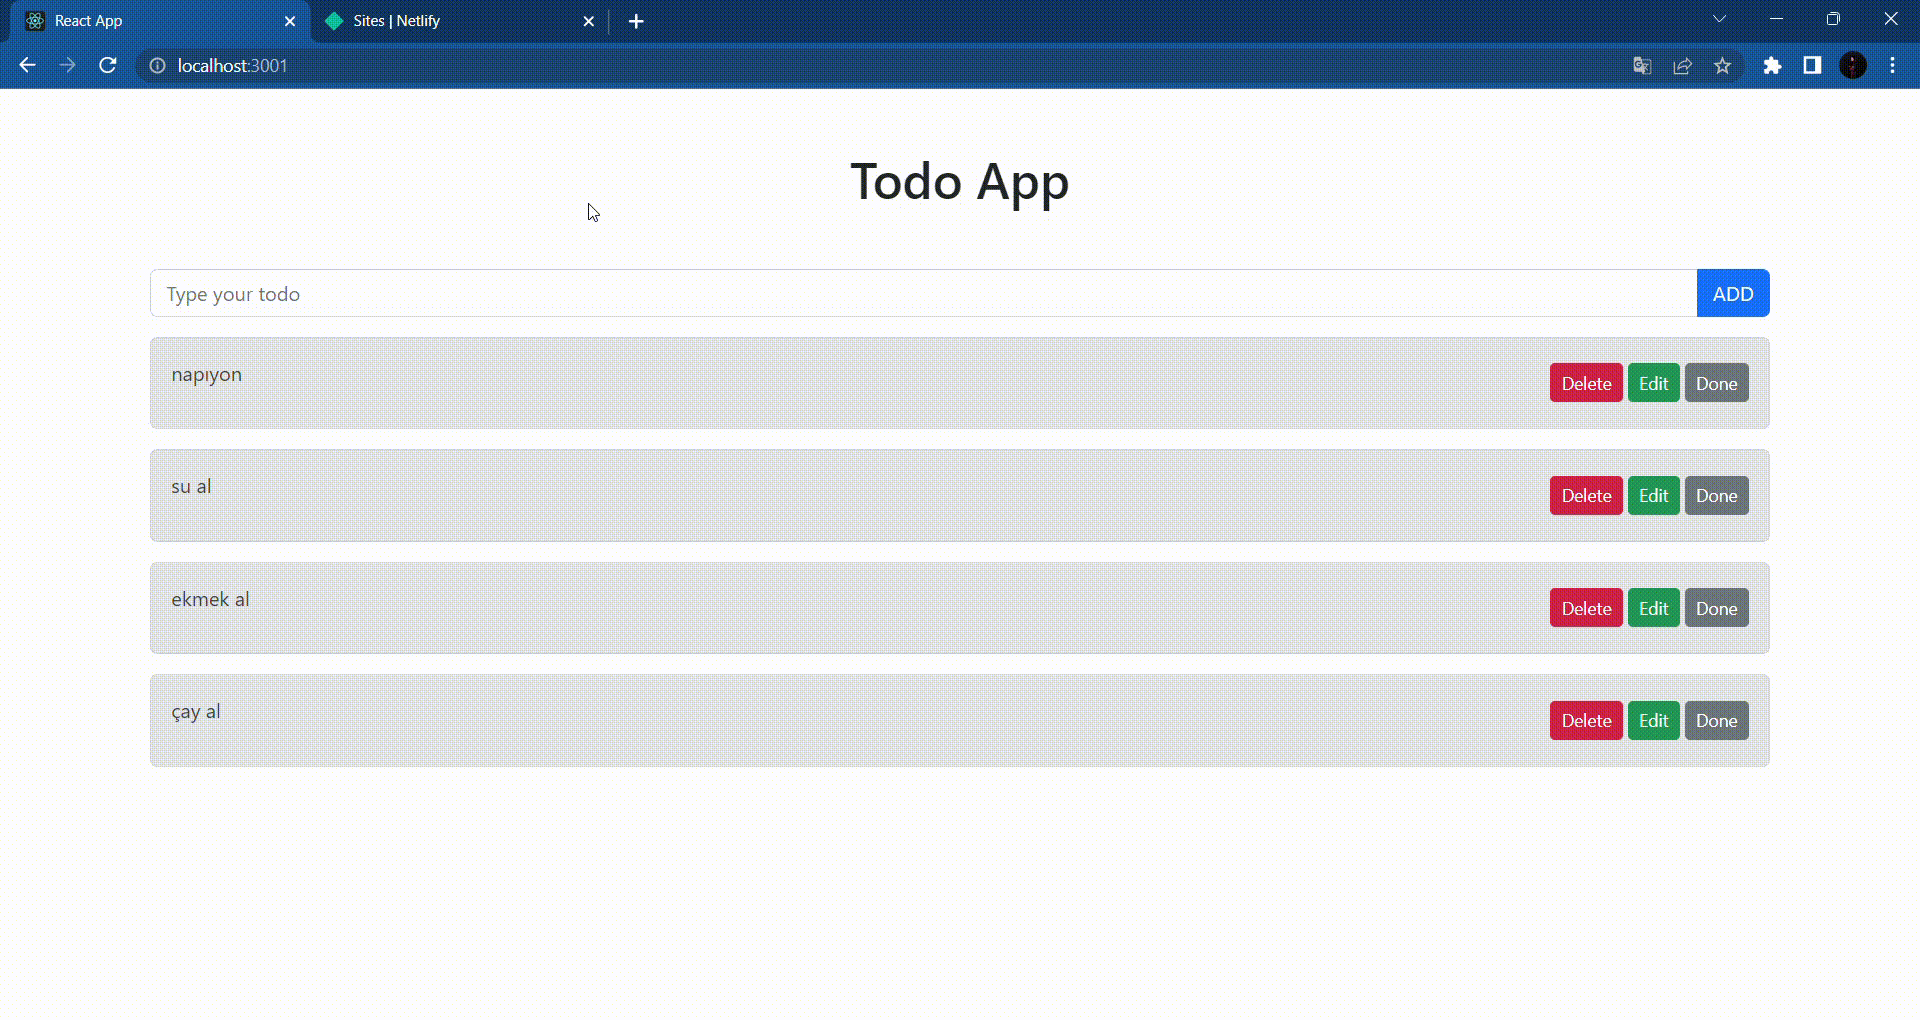 React App
Sites | Netlify
localhost:3001
Todo App
Type your todo
ADD
napıyon
Delete Edit Done
su al
Delete Edit Done
ekmek al
Delete Edit Done
çay al
Delete Edit Done